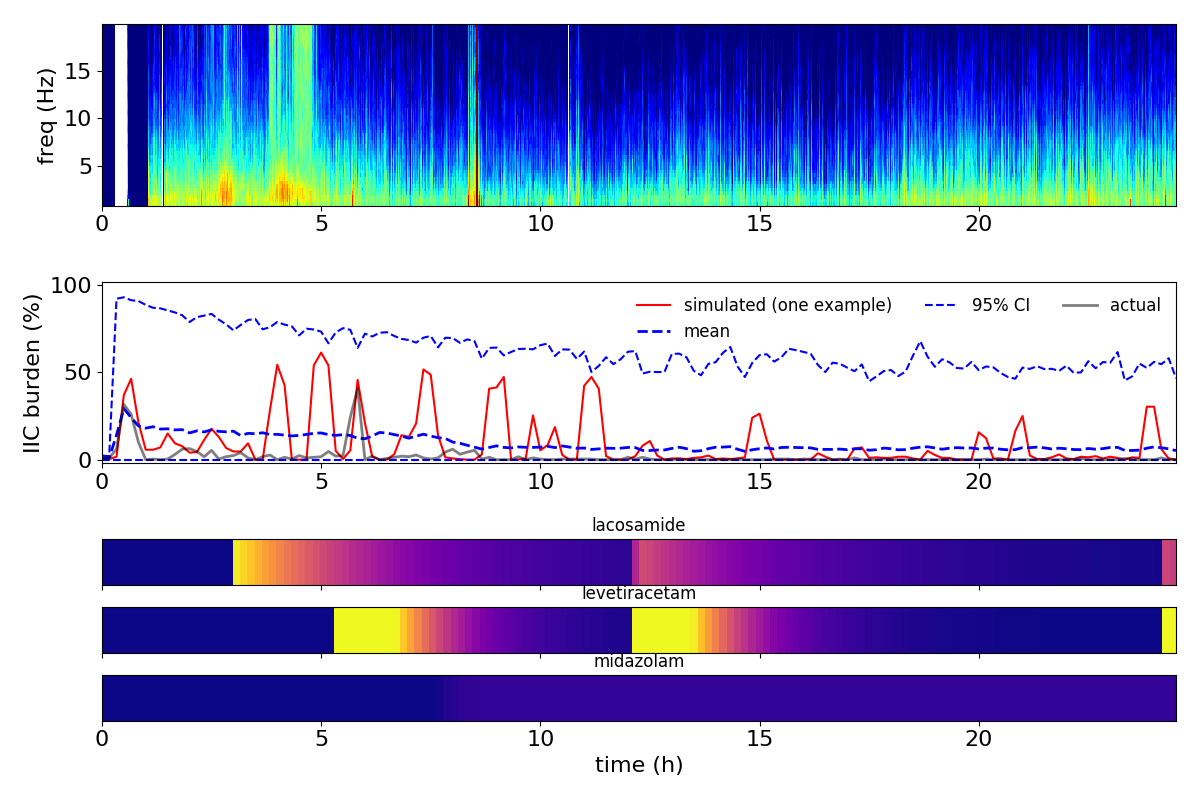 freq (Hz)
15
10
5
0 5 10 15 20
IIC burden (%)
100
50
0
simulated (one example)
mean
95% CI
actual
0 5 10 15 20
lacosamide
levetiracetam
midazolam
0 5 10 15 20
time (h)